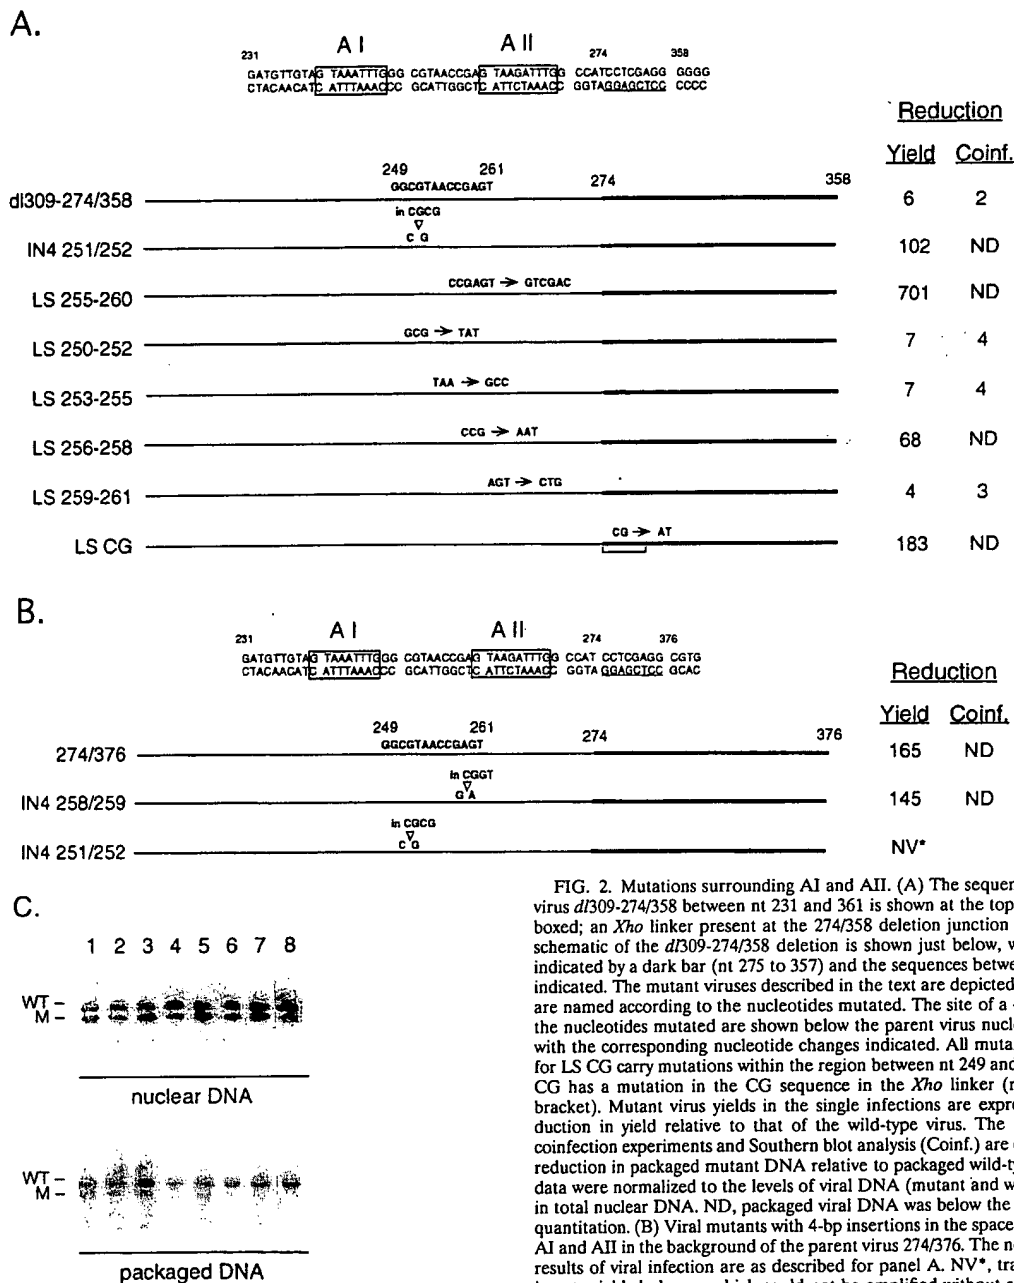 A.
A I A II
231 274 358
GATGTTGTAG TAAATTTGGG CGTAACCGAG TAAGATTTGG CCATCCTCGAGG GGGG
CTACAACATC ATTTAAACCC GCATTGGCTC ATTCTAAACC GGTAGGAGCTCC CCCC
Reduction
Yield Coinf.
249 261 274 358
GGCGTAACCGAGT
dl309-274/358 6 2
in CGCG
C G
IN4 251/252 102 ND
CCGAGT → GTCGAC
LS 255-260 701 ND
GCG → TAT
LS 250-252 7 4
TAA → GCC
LS 253-255 7 4
CCG → AAT
LS 256-258 68 ND
AGT → CTG
LS 259-261 4 3
CG → AT
LS CG 183 ND
B.
A I A II
231 274 376
GATGTTGTAG TAAATTTGGG CGTAACCGAG TAAGATTTGG CCAT CCTCGAGG CGTG
CTACAACATC ATTTAAACCC GCATTGGCTC ATTCTAAACC GGTA GGAGCTCC GCAC
Reduction
Yield Coinf.
249 261 274 376
GGCGTAACCGAGT
274/376 165 ND
in CGGT
G A
IN4 258/259 145 ND
in CGCG
C G
IN4 251/252 NV*
C.
1 2 3 4 5 6 7 8
WT –
M –
nuclear DNA
WT –
M –
packaged DNA
FIG. 2. Mutations surrounding AI and AII. (A) The sequen
virus dl309-274/358 between nt 231 and 361 is shown at the top
boxed; an Xho linker present at the 274/358 deletion junction
schematic of the dl309-274/358 deletion is shown just below, w
indicated by a dark bar (nt 275 to 357) and the sequences betwe
indicated. The mutant viruses described in the text are depicted
are named according to the nucleotides mutated. The site of a
the nucleotides mutated are shown below the parent virus nucle
with the corresponding nucleotide changes indicated. All muta
for LS CG carry mutations within the region between nt 249 and
CG has a mutation in the CG sequence in the Xho linker (n
bracket). Mutant virus yields in the single infections are expre
duction in yield relative to that of the wild-type virus. The
coinfection experiments and Southern blot analysis (Coinf.) are
reduction in packaged mutant DNA relative to packaged wild-ty
data were normalized to the levels of viral DNA (mutant and w
in total nuclear DNA. ND, packaged viral DNA was below the
quantitation. (B) Viral mutants with 4-bp insertions in the space
AI and AII in the background of the parent virus 274/376. The n
results of viral infection are as described for panel A. NV*, tra